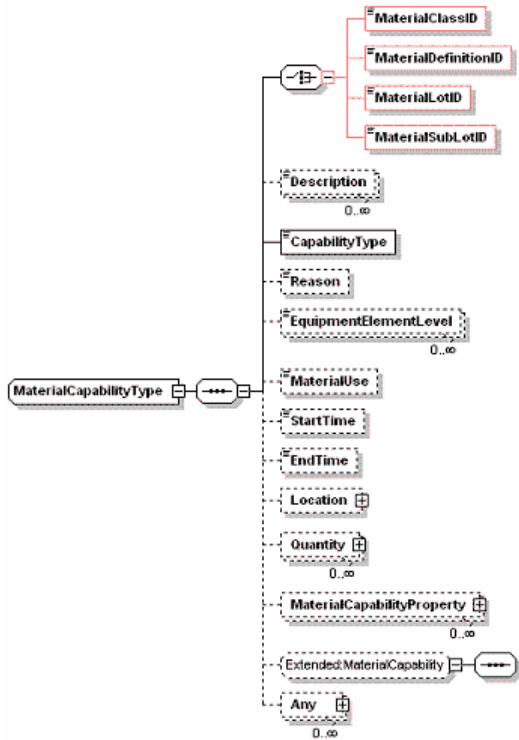 MaterialClassID
MaterialDefinitionID
MaterialLotID
MaterialSubLotID
Description
0..∞
CapabilityType
Reason
EquipmentElementLevel
0..∞
MaterialCapabilityType
MaterialUse
StartTime
EndTime
Location
Quantity
0..∞
MaterialCapabilityProperty
0..∞
Extended:MaterialCapability
Any
0..∞